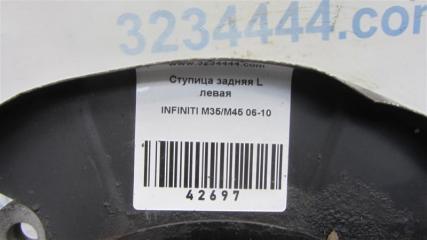 3234444.com
www.3234444.com
Ступица задняя L
левая
INFINITI M35/M45 06-10
42697